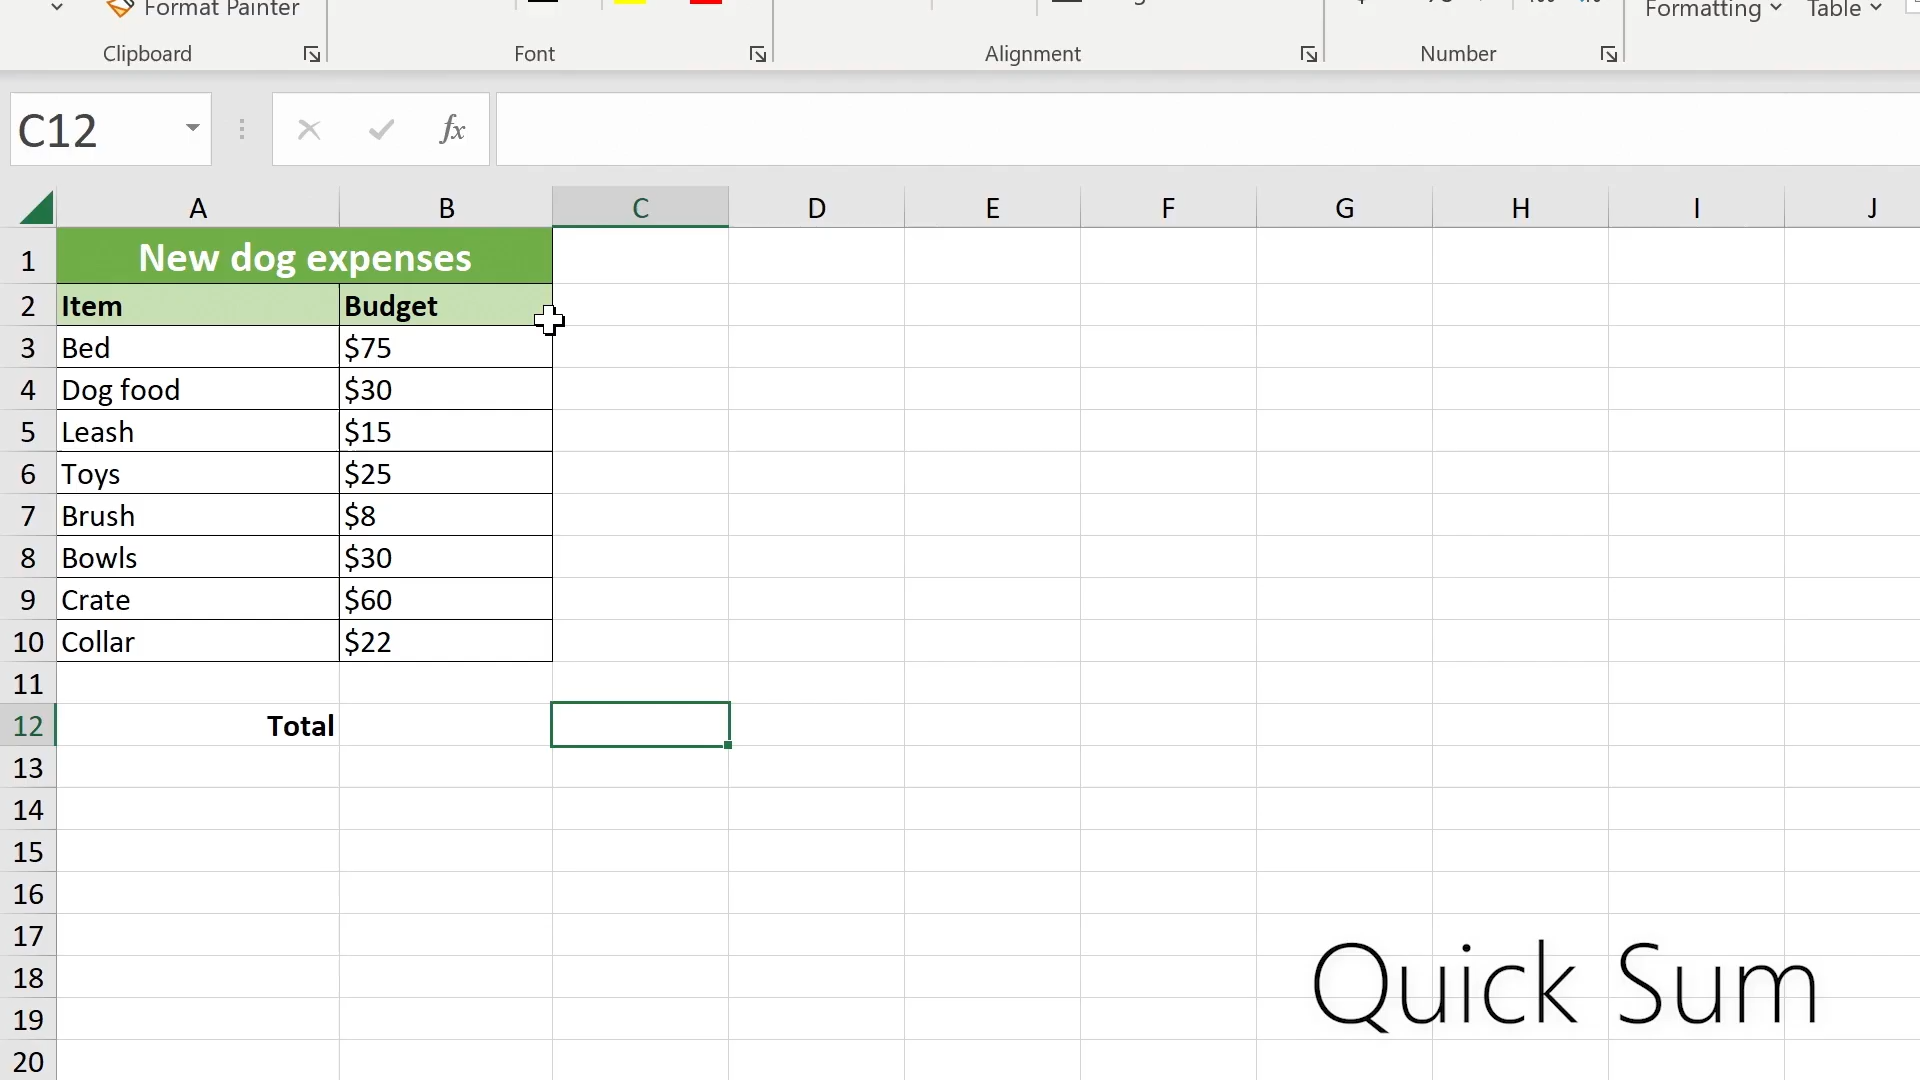 Format Painter
Formatting
Table
Clipboard
Font
Alignment
Number
C12
fx
A B C D E F G H I J
1 New dog expenses
2 Item Budget
3 Bed $75
4 Dog food $30
5 Leash $15
6 Toys $25
7 Brush $8
8 Bowls $30
9 Crate $60
10 Collar $22
11
12 Total
13
14
15
16
17
18
19
20
Quick Sum